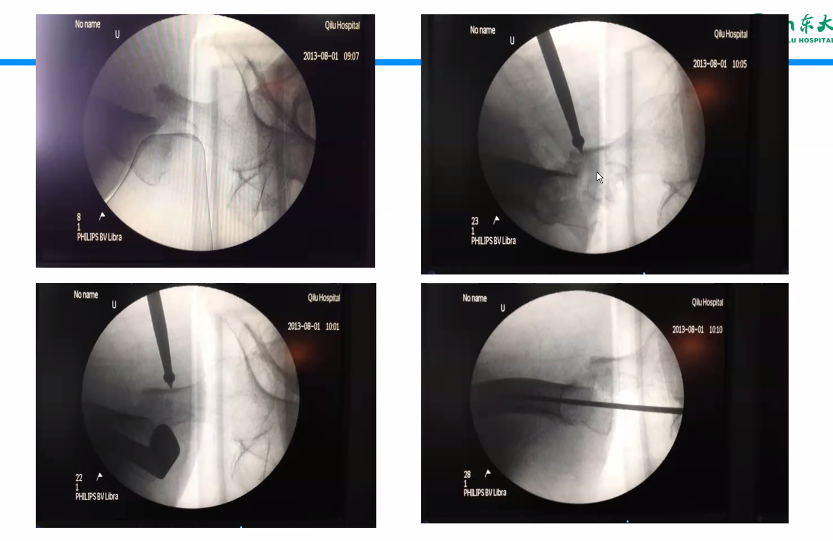 No name
U
Qilu Hospital
2013-08-01 09:07
8
1
PHILIPS BV Libra
No name
U
Qilu Hospital
2013-08-01 10:05
23
1
PHILIPS BV Libra
东大
LU HOSPITA
No name
U
Qilu Hospital
2013-08-01 10:01
22
1
PHILIPS BV Libra
No name
U
Qilu Hospital
2013-08-01 10:10
28
1
PHILIPS BV Libra